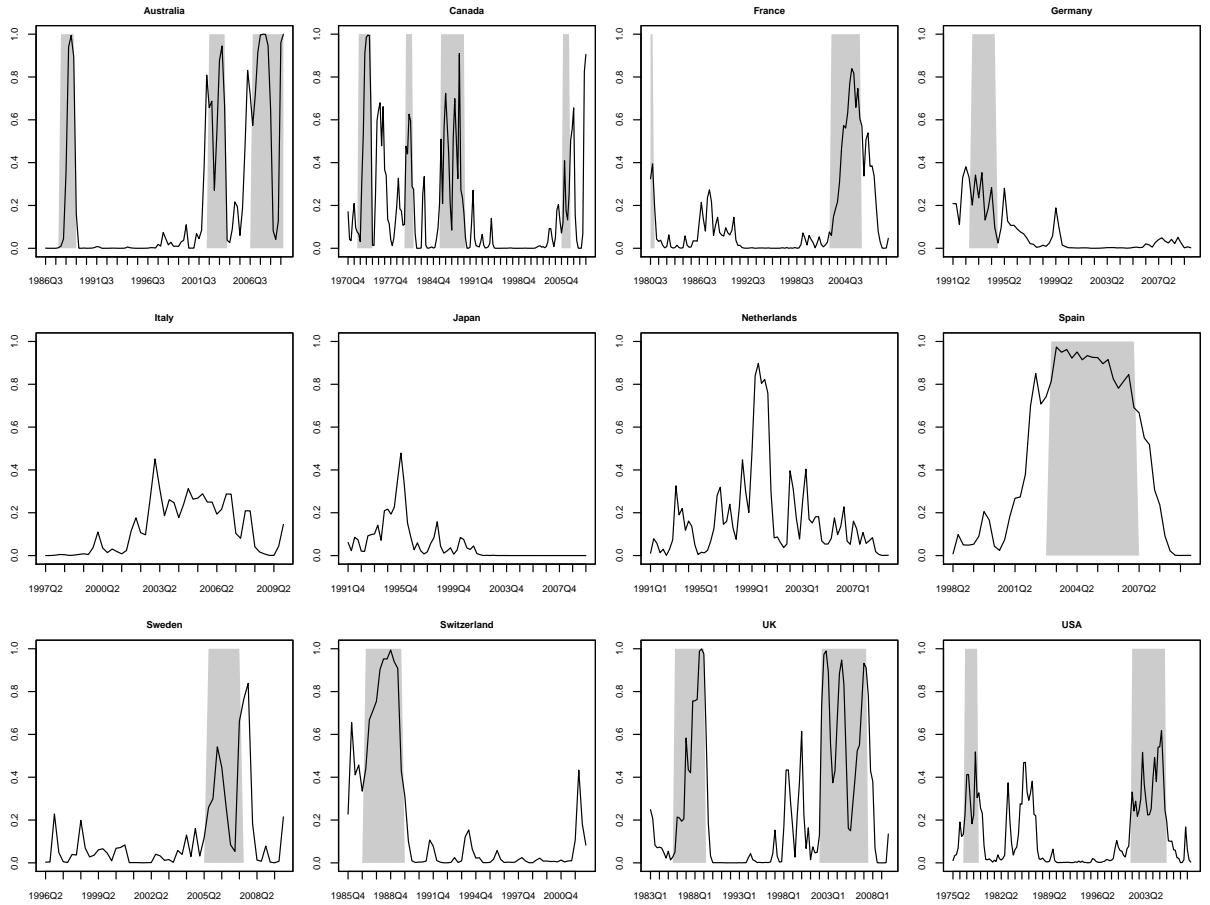 Australia Canada France Germany
0.0 0.2 0.4 0.6 0.8 1.0 0.0 0.2 0.4 0.6 0.8 1.0 0.0 0.2 0.4 0.6 0.8 1.0 0.0 0.2 0.4 0.6 0.8 1.0
1986Q3 1991Q3 1996Q3 2001Q3 2006Q3 1970Q4 1977Q4 1984Q4 1991Q4 1998Q4 2005Q4 1980Q3 1986Q3 1992Q3 1998Q3 2004Q3 1991Q2 1995Q2 1999Q2 2003Q2 2007Q2
Italy Japan Netherlands Spain
0.0 0.2 0.4 0.6 0.8 1.0 0.0 0.2 0.4 0.6 0.8 1.0 0.0 0.2 0.4 0.6 0.8 1.0 0.0 0.2 0.4 0.6 0.8 1.0
1997Q2 2000Q2 2003Q2 2006Q2 2009Q2 1991Q4 1995Q4 1999Q4 2003Q4 2007Q4 1991Q1 1995Q1 1999Q1 2003Q1 2007Q1 1998Q2 2001Q2 2004Q2 2007Q2
Sweden Switzerland UK USA
0.0 0.2 0.4 0.6 0.8 1.0 0.0 0.2 0.4 0.6 0.8 1.0 0.0 0.2 0.4 0.6 0.8 1.0 0.0 0.2 0.4 0.6 0.8 1.0
1996Q2 1999Q2 2002Q2 2005Q2 2008Q2 1985Q4 1988Q4 1991Q4 1994Q4 1997Q4 2000Q4 1983Q1 1988Q1 1993Q1 1998Q1 2003Q1 2008Q1 1975Q2 1982Q2 1989Q2 1996Q2 2003Q2